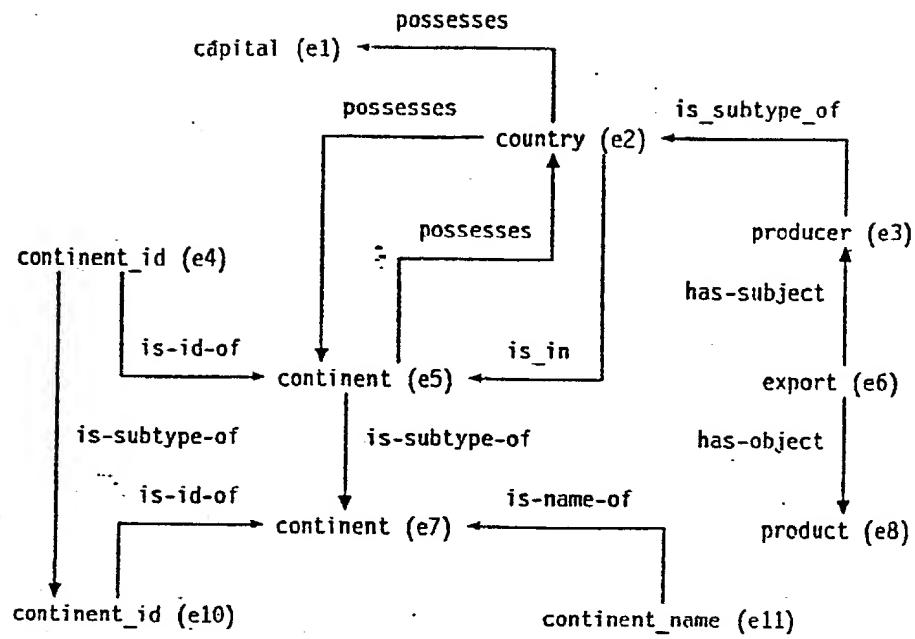 possesses
capital (e1)
possesses
is_subtype_of
country (e2)
possesses
producer (e3)
continent_id (e4)
has-subject
is-id-of
is_in
continent (e5)
export (e6)
is-subtype-of
is-subtype-of
has-object
is-id-of
is-name-of
continent (e7)
product (e8)
continent_id (e10)
continent_name (e11)